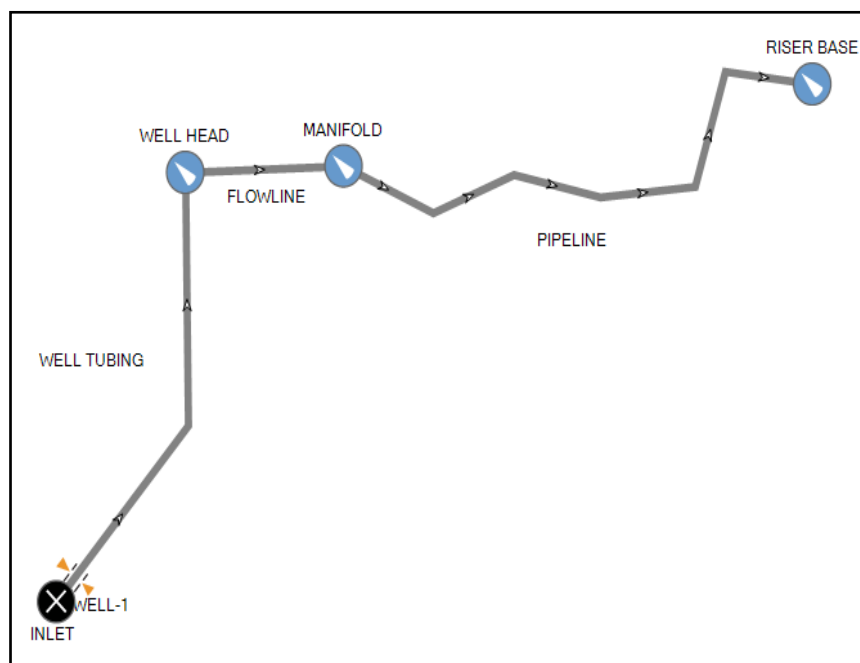 RISER BASE
MANIFOLD
WELL HEAD
FLOWLINE
PIPELINE
WELL TUBING
WELL-1
INLET